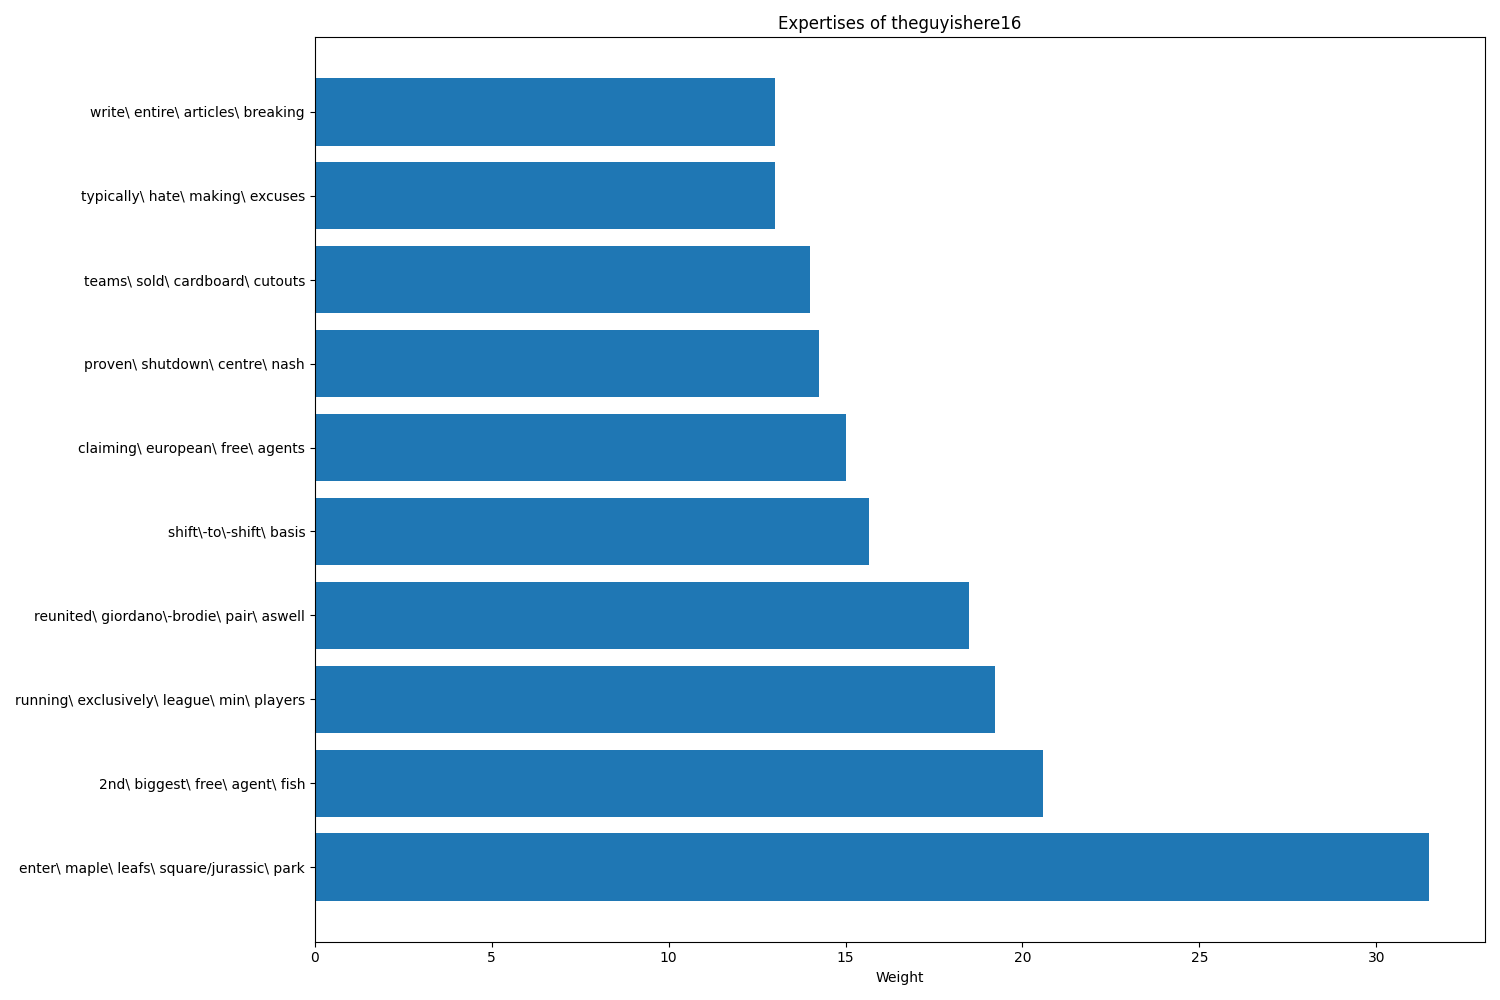 Expertises of theguyishere16
write\ entire\ articles\ breaking
typically\ hate\ making\ excuses
teams\ sold\ cardboard\ cutouts
proven\ shutdown\ centre\ nash
claiming\ european\ free\ agents
shift\-to\-shift\ basis
reunited\ giordano\-brodie\ pair\ aswell
running\ exclusively\ league\ min\ players
2nd\ biggest\ free\ agent\ fish
enter\ maple\ leafs\ square/jurassic\ park
0 5 10 15 20 25 30
Weight